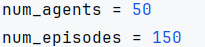 num_agents = 50
num_episodes = 150